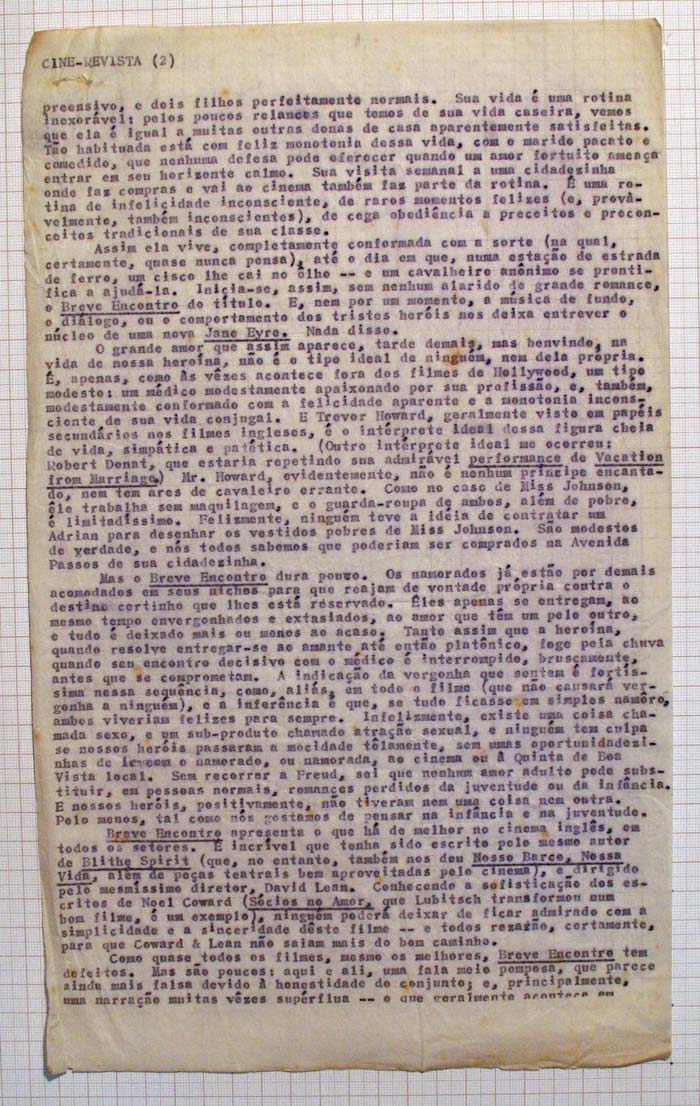 CINE-REVISTA (2)
preensivo, e dois filhos perfeitamente normais. Sua vida é uma rotina
inexorável: pelos poucos relances que temos de sua vida caseira, vemos
que ela é igual a muitas outras donas de casa aparentemente satisfeitas.
Tão habituada está com feliz monotonia dessa vida, com o marido pacato e
comedido, que nenhuma defesa pode oferecer quando um amor fortuito ameaça
entrar em seu horizonte calmo. Sua visita semanal a uma cidadezinha
onde faz compras e vai ao cinema também faz parte da rotina. É uma ro-
tina de infelicidade inconsciente, de raros momentos felizes (e, provà-
velmente, também inconscientes), de cega obediência a preceitos e precon-
ceitos tradicionais de sua classe.
Assim ela vive, completamente conformada com a sorte (na qual,
certamente, quase nunca pensa), até o dia em que, numa estação de estrada
de ferro, um cisco lhe cai no ôlho -- e um cavalheiro anônimo se pronti-
fica a ajudá-la. Inicia-se, assim, sem nenhum alarido de grande romance,
o Breve Encontro do título. E, nem por um momento, a música de fundo,
o diálogo, ou o comportamento dos tristes heróis nos deixa entrever o
núcleo de uma nova Jane Eyre. Nada disso.
O grande amor que assim aparece, tarde demais, mas benvindo, na
vida de nossa heroína, não é o tipo ideal de ninguém, nem dela própria.
É, apenas, como às vêzes acontece fora dos filmes de Hollywood, um tipo
modesto: um médico modestamente apaixonado por sua profissão, e, também,
modestamente conformado com a felicidade aparente e a monotonia incons-
ciente de sua vida conjugal. E Trevor Howard, geralmente visto em papéis
secundários nos filmes ingleses, é o intérprete ideal dessa figura cheia
de vida, simpática e patética. (Outro intérprete ideal me ocorreu:
Robert Donat, que estaria repetindo sua admirável performance de Vacation
from Marriage) Mr. Howard, evidentemente, não é nenhum príncipe encanta-
do, nem tem ares de cavaleiro errante. Como no caso de Miss Johnson,
êle trabalha sem maquilagem, e o guarda-roupa de ambos, além de pobre,
é limitadíssimo. Felizmente, ninguém teve a idéia de contratar um
Adrian para desenhar os vestidos pobres de Miss Johnson. São modestos
de verdade, e nós todos sabemos que poderiam ser comprados na Avenida
Passos de sua cidadezinha.
Mas o Breve Encontro dura pouco. Os namorados já estão por demais
acomodados em seus nichos para que reajam de vontade própria contra o
destino certinho que lhes está reservado. Êles apenas se entregam, ao
mesmo tempo envergonhados e extasiados, ao amor que têm um pelo outro,
e tudo é deixado mais ou menos ao acaso. Tanto assim que a heroína,
quando resolve entregar-se ao amante até então platônico, foge pela chuva
quando seu encontro decisivo com o médico é interrompido, bruscamente,
antes que se comprometam. A indicação da vergonha que sentem é fortís-
sima nessa sequência, como, aliás, em todo o filme (que não causará ver-
gonha a ninguém), e a inferência é que, se tudo ficasse em simples namôro,
ambos viveriam felizes para sempre. Infelizmente, existe uma coisa cha-
mada sexo, e um sub-produto chamado atração sexual, e ninguém tem culpa
se nossos heróis passaram a mocidade tôlamente, sem umas oportunidadezi-
nhas de ir com o namorado, ou namorada, ao cinema ou à Quinta de Boa
Vista local. Sem recorrer a Freud, sei que nenhum amor adulto pode subs-
tituir, em pessoas normais, romances perdidos da juventude ou da infância.
E nossos heróis, positivamente, não tiveram nem uma coisa nem outra.
Pelo menos, tal como nós gostamos de pensar na infância e na juventude.
Breve Encontro apresenta o que há de melhor no cinema inglês, em
todos os setores. É incrível que tenha sido escrito pelo mesmo autor
de Blithe Spirit (que, no entanto, também nos deu Nosso Barco, Nossa
Vida, além de peças teatrais bem aproveitadas pelo cinema), e dirigido
pelo mesmíssimo diretor, David Lean. Conhecendo a sofisticação dos es-
critos de Noel Coward (Sócios no Amor, que Lubitsch transformou num
bom filme, é um exemplo), ninguém poderá deixar de ficar admirado com a
simplicidade e a sinceridade dêste filme -- e todos rezarão, certamente,
para que Coward & Lean não saiam mais do bom caminho.
Como quase todos os filmes, mesmo os melhores, Breve Encontro tem
defeitos. Mas são poucos: aqui e ali, uma fala meio pomposa, que parece
ainda mais falsa devido à honestidade do conjunto; e, principalmente,
uma narração muitas vêzes supérflua -- o que geralmente acontece em